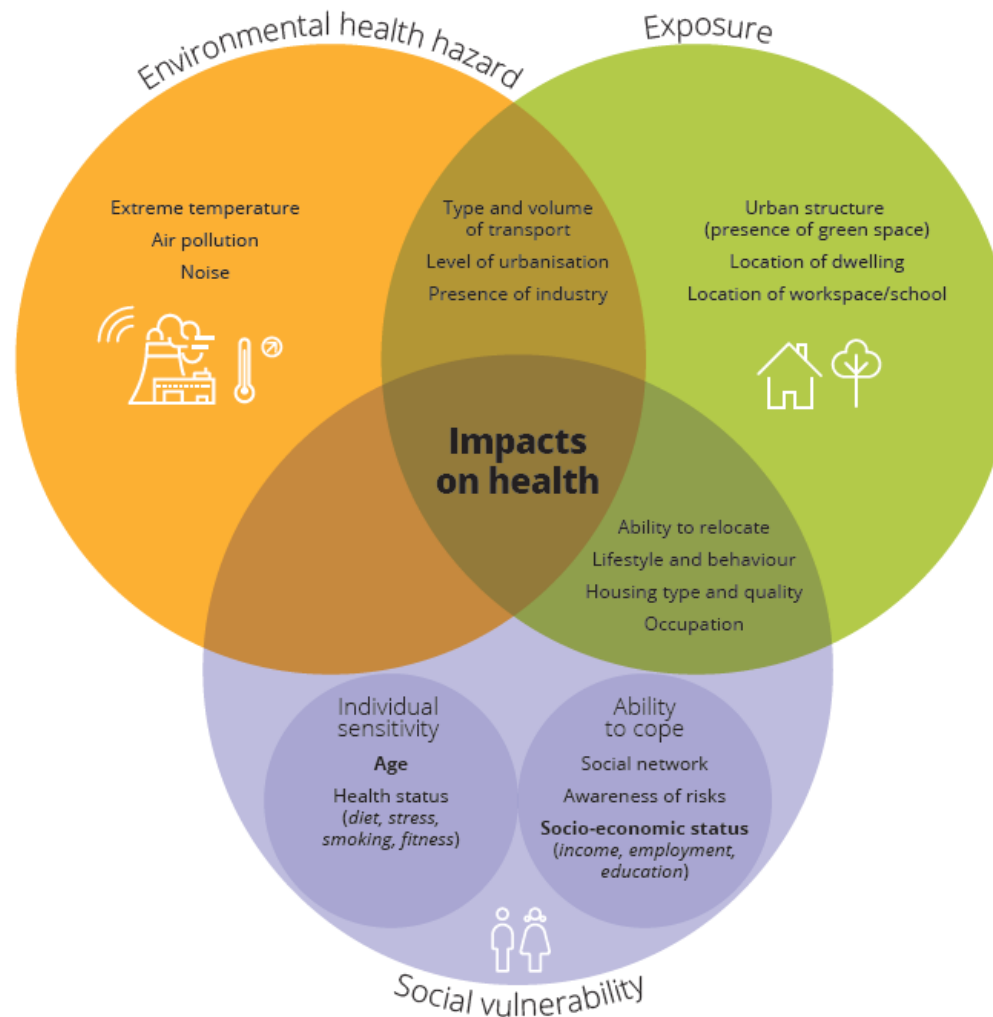 Environmental health hazard
Exposure
Extreme temperature
Air pollution
Noise
Type and volume
of transport
Level of urbanisation
Presence of industry
Urban structure
(presence of green space)
Location of dwelling
Location of workspace/school
Impacts
on health
Ability to relocate
Lifestyle and behaviour
Housing type and quality
Occupation
Individual
sensitivity
Age
Health status
(diet, stress,
smoking, fitness)
Ability
to cope
Social network
Awareness of risks
Socio-economic status
(income, employment,
education)
Social vulnerability